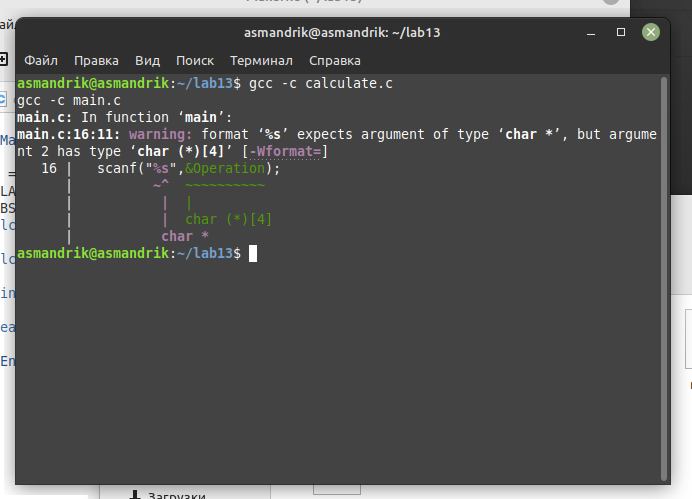 asmandrik@asmandrik: ~/lab13
Файл Правка Вид Поиск Терминал Справка
asmandrik@asmandrik:~/lab13$ gcc -c calculate.c
gcc -c main.c
main.c: In function ‘main’:
main.c:16:11: warning: format ‘%s’ expects argument of type ‘char *’, but argume
nt 2 has type ‘char (*)[4]’ [-Wformat=]
16 | scanf("%s",&Operation);
| ~^ ~~~~~~~~~~
| | |
| | char (*)[4]
| char *
asmandrik@asmandrik:~/lab13$
Загрузки